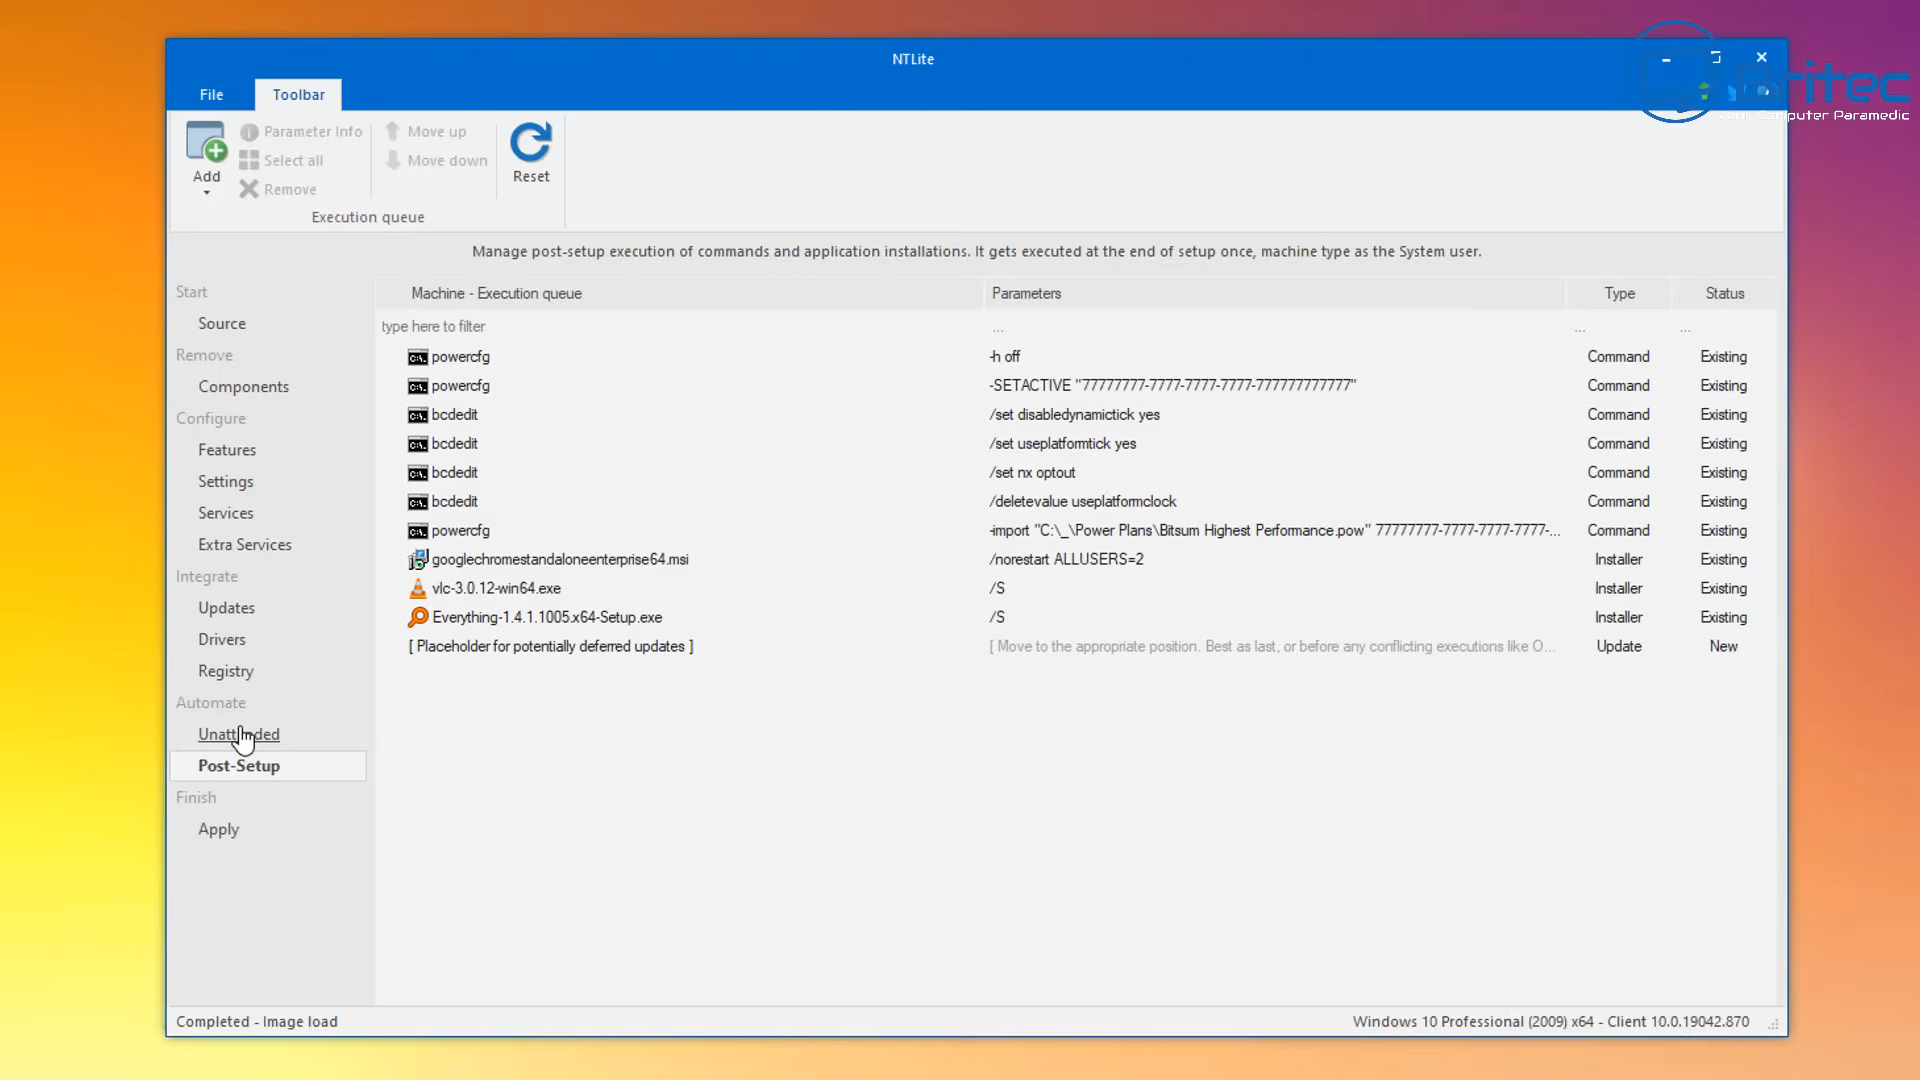 NTLite
Britec
Your Computer Paramedic
File
Toolbar
Add
Parameter Info
Select all
Remove
Move up
Move down
Reset
Execution queue
Manage post-setup execution of commands and application installations. It gets executed at the end of setup once, machine type as the System user.
Start
Source
Remove
Components
Configure
Features
Settings
Services
Extra Services
Integrate
Updates
Drivers
Registry
Automate
Unattended
Post-Setup
Finish
Apply
Machine - Execution queue Parameters Type Status
type here to filter ... ... ...
powercfg -h off Command Existing
powercfg -SETACTIVE "77777777-7777-7777-7777-777777777777" Command Existing
bcdedit /set disabledynamictick yes Command Existing
bcdedit /set useplatformtick yes Command Existing
bcdedit /set nx optout Command Existing
bcdedit /deletevalue useplatformclock Command Existing
powercfg -import "C:\_\Power Plans\Bitsum Highest Performance.pow" 77777777-7777-7777-7777-... Command Existing
googlechromestandaloneenterprise64.msi /norestart ALLUSERS=2 Installer Existing
vlc-3.0.12-win64.exe /S Installer Existing
Everything-1.4.1.1005.x64-Setup.exe /S Installer Existing
[ Placeholder for potentially deferred updates ] [ Move to the appropriate position. Best as last, or before any conflicting executions like O... Update New
Completed - Image load
Windows 10 Professional (2009) x64 - Client 10.0.19042.870